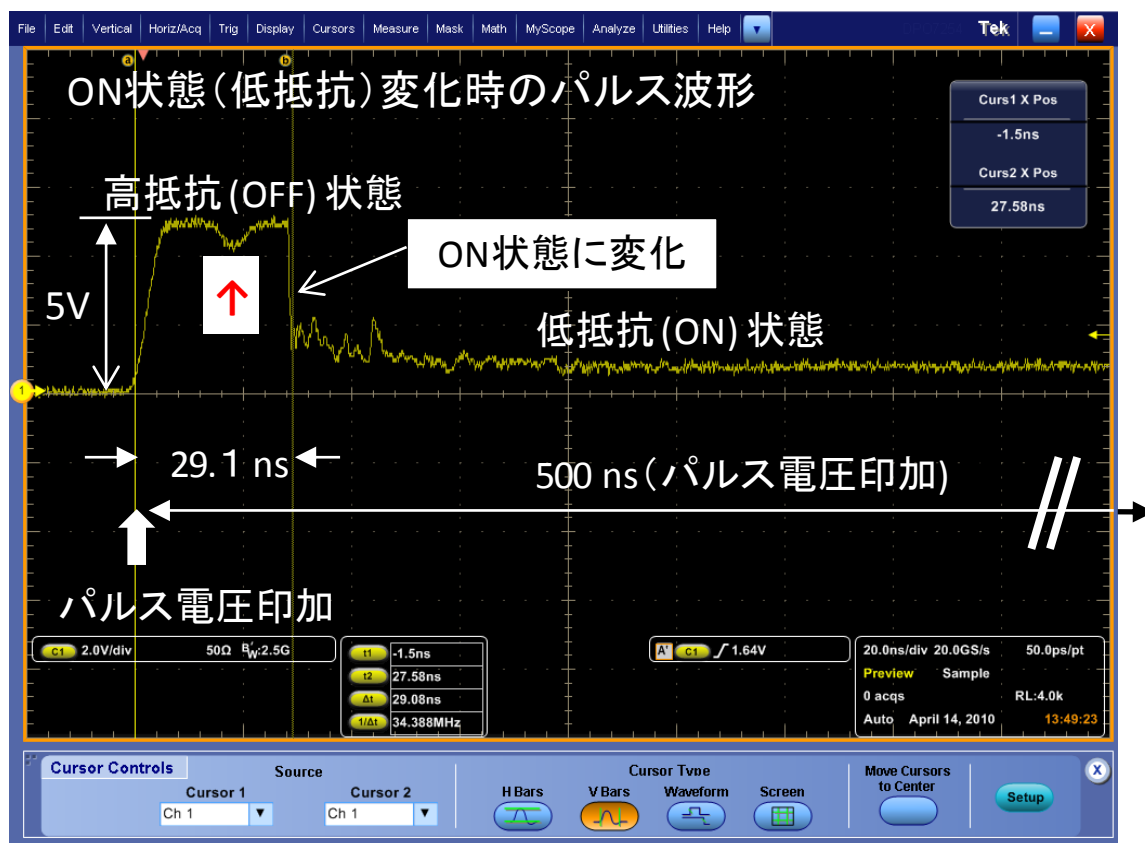 File Edit Vertical Horiz/Acq Trig Display Cursors Measure Mask Math MyScope Analyze Utilities Help Tek X
a b
ON状態（低抵抗）変化時のパルス波形
Curs1 X Pos
-1.5ns
Curs2 X Pos
27.58ns
高抵抗 (OFF) 状態
ON状態に変化
5V
↑
低抵抗 (ON) 状態
1
29.1 ns
500 ns（パルス電圧印加)
パルス電圧印加
C1 2.0V/div 50Ω BW:2.5G
t1 -1.5ns
t2 27.58ns
Δt 29.08ns
1/Δt 34.388MHz
A' C1 1.64V
20.0ns/div 20.0GS/s 50.0ps/pt
Preview Sample
0 acqs RL:4.0k
Auto April 14, 2010 13:49:23
Cursor Controls
Source
Cursor 1 Cursor 2
Ch 1 Ch 1
Cursor Type
H Bars V Bars Waveform Screen
Move Cursors
to Center
Setup
X